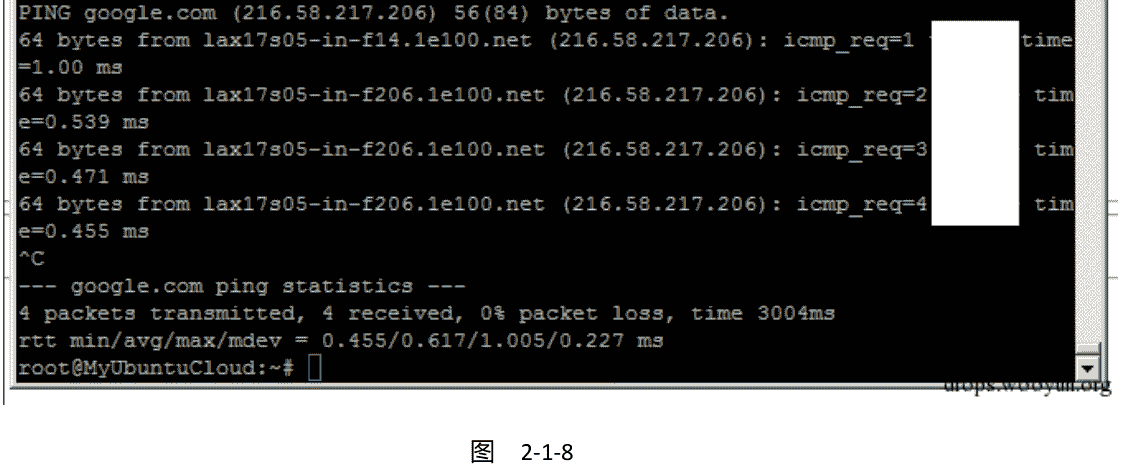 PING google.com (216.58.217.206) 56(84) bytes of data.
64 bytes from lax17s05-in-f14.1e100.net (216.58.217.206): icmp_req=1 time
=1.00 ms
64 bytes from lax17s05-in-f206.1e100.net (216.58.217.206): icmp_req=2 tim
e=0.539 ms
64 bytes from lax17s05-in-f206.1e100.net (216.58.217.206): icmp_req=3 tim
e=0.471 ms
64 bytes from lax17s05-in-f206.1e100.net (216.58.217.206): icmp_req=4 tim
e=0.455 ms
^C
--- google.com ping statistics ---
4 packets transmitted, 4 received, 0% packet loss, time 3004ms
rtt min/avg/max/mdev = 0.455/0.617/1.005/0.227 ms
root@MyUbuntuCloud:~#
drops.wooyun.org
图 2-1-8